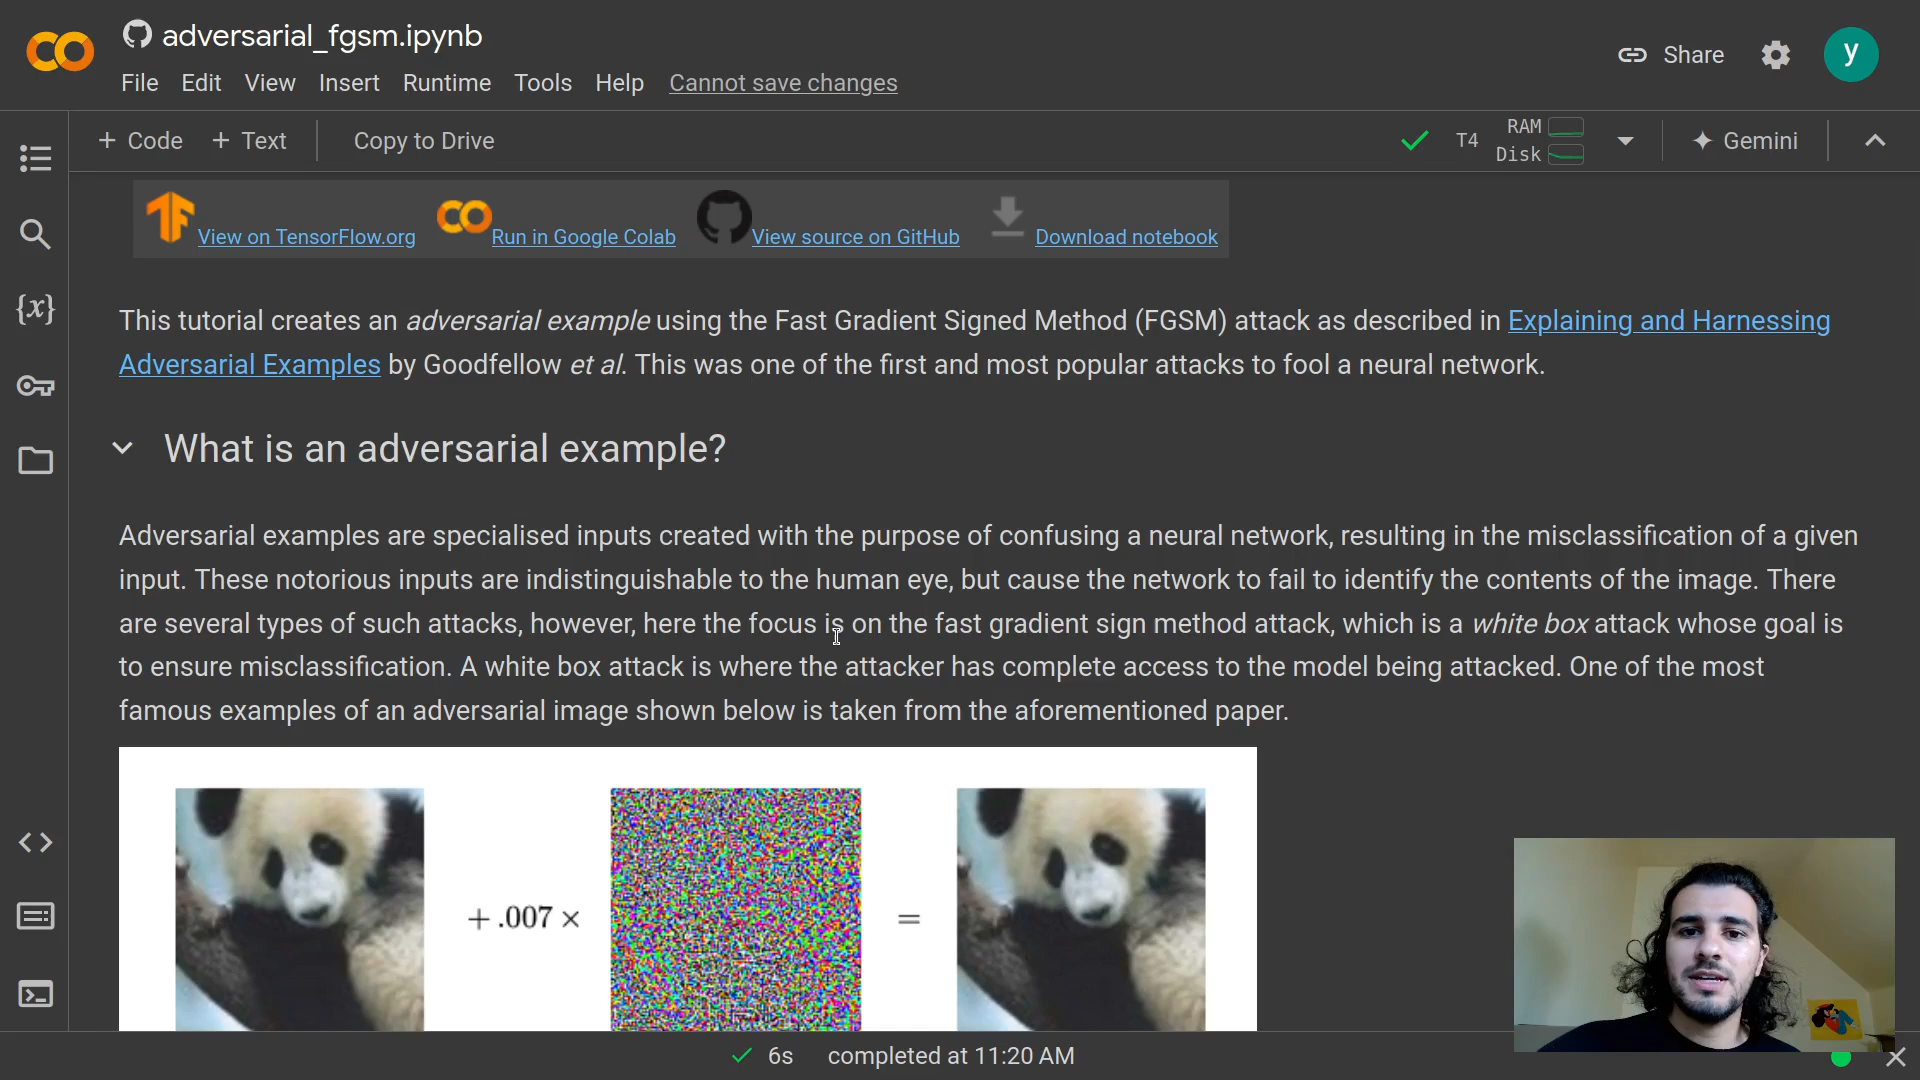 adversarial_fgsm.ipynb
File Edit View Insert Runtime Tools Help Cannot save changes
Share
y
+ Code + Text Copy to Drive
T4
RAM
Disk
Gemini
{x}
View on TensorFlow.org Run in Google Colab View source on GitHub Download notebook
This tutorial creates an adversarial example using the Fast Gradient Signed Method (FGSM) attack as described in Explaining and Harnessing
Adversarial Examples by Goodfellow et al. This was one of the first and most popular attacks to fool a neural network.
What is an adversarial example?
Adversarial examples are specialised inputs created with the purpose of confusing a neural network, resulting in the misclassification of a given
input. These notorious inputs are indistinguishable to the human eye, but cause the network to fail to identify the contents of the image. There
are several types of such attacks, however, here the focus is on the fast gradient sign method attack, which is a white box attack whose goal is
to ensure misclassification. A white box attack is where the attacker has complete access to the model being attacked. One of the most
famous examples of an adversarial image shown below is taken from the aforementioned paper.
+ .007 × =
6s completed at 11:20 AM